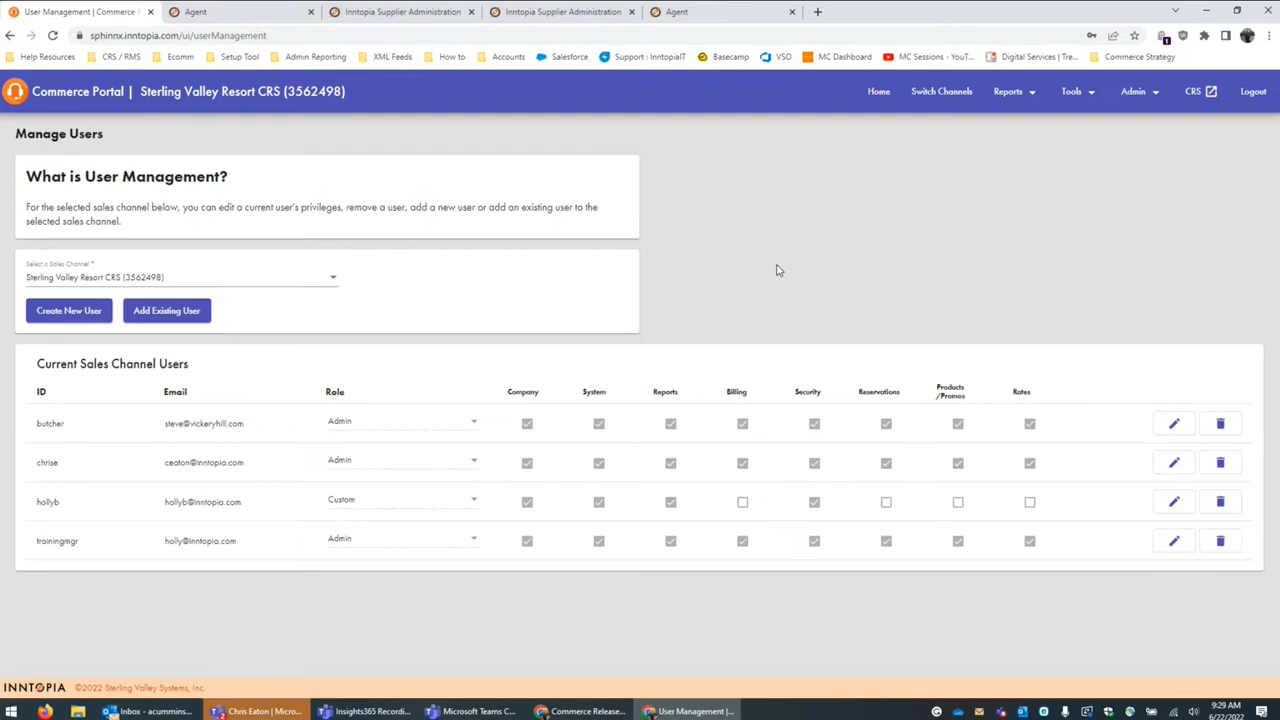 User Management | Commerce P
Agent
Inntopia Supplier Administration
Inntopia Supplier Administration
Agent
sphinnx.inntopia.com/ui/userManagement
Help Resources
CRS / RMS
Ecomm
Setup Tool
Admin Reporting
XML Feeds
How to
Accounts
Salesforce
Support : InntopiaIT
Basecamp
VSO
MC Dashboard
MC Sessions - YouT...
Digital Services | Tre...
Commerce Strategy
Commerce Portal | Sterling Valley Resort CRS (3562498)
Home
Switch Channels
Reports
Tools
Admin
CRS
Logout
Manage Users
What is User Management?
For the selected sales channel below, you can edit a current user's privileges, remove a user, add a new user or add an existing user to the
selected sales channel.
Select a Sales Channel *
Sterling Valley Resort CRS (3562498)
Create New User
Add Existing User
Current Sales Channel Users
ID Email Role Company System Reports Billing Security Reservations Products /Promos Rates
butcher steve@vickeryhill.com Admin
chrise ceaton@inntopia.com Admin
hollyb hollyb@inntopia.com Custom
trainingmgr holly@inntopia.com Admin
INNTOPIA ©2022 Sterling Valley Systems, Inc.
Inbox - acummins...
Chris Eaton | Micro...
Insights365 Recordi...
Microsoft Teams C...
Commerce Release...
User Management |...
9:29 AM
6/22/2022